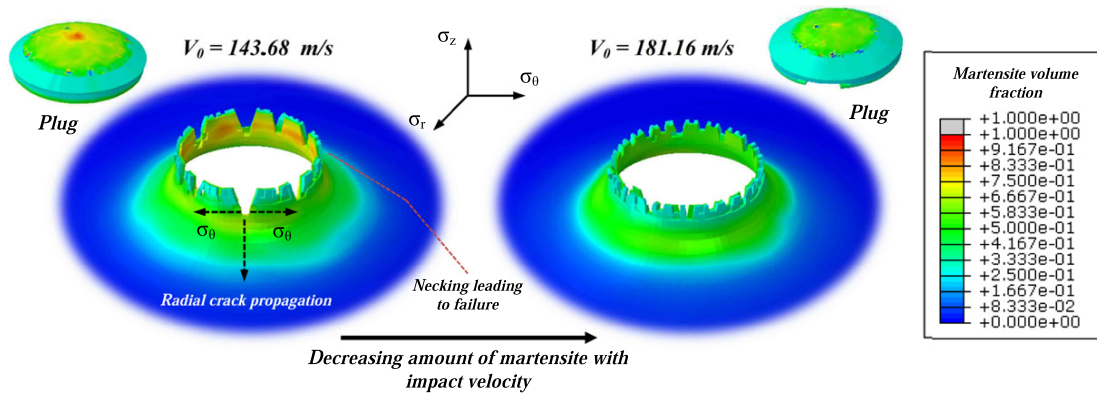 V₀ = 143.68 m/s
σz
V₀ = 181.16 m/s
Plug
σθ
σr
Plug
Martensite volume
fraction
+1.000e+00
+1.000e+00
+9.167e-01
+8.333e-01
+7.500e-01
+6.667e-01
+5.833e-01
+4.167e-01
+3.333e-01
+2.500e-01
+1.667e-01
+8.333e-02
+0.000e+00
σθ σθ
Radial crack propagation
Necking leading
to failure
Decreasing amount of martensite with
impact velocity